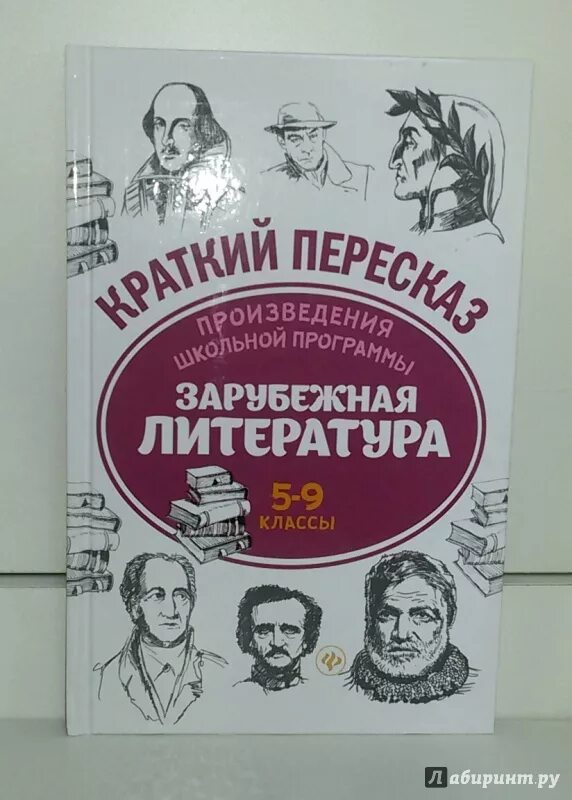 КРАТКИЙ ПЕРЕСКАЗ
ПРОИЗВЕДЕНИЯ
ШКОЛЬНОЙ ПРОГРАММЫ
ЗАРУБЕЖНАЯ
ЛИТЕРАТУРА
5-9
КЛАССЫ
Лабиринт.ру